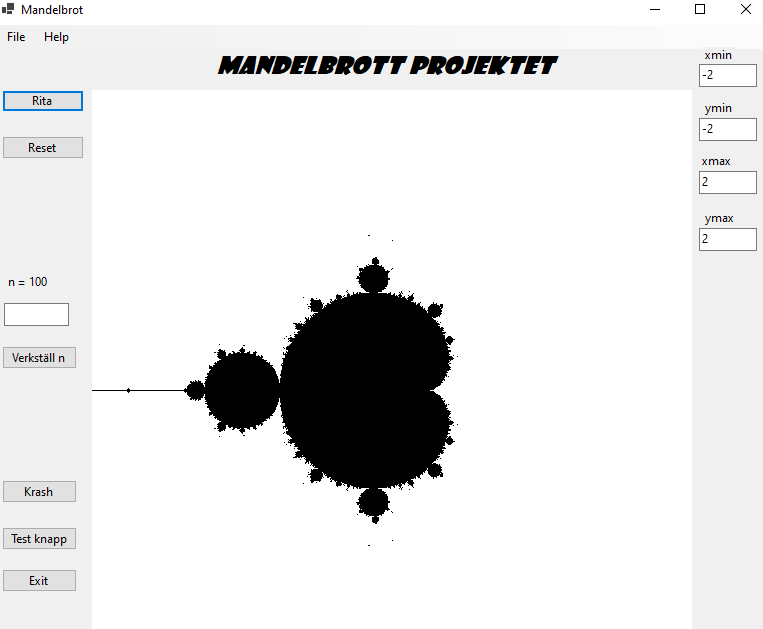 Mandelbrot
File Help
MANDELBROTT PROJEKTET
Rita
Reset
n = 100
Verkställ n
Krash
Test knapp
Exit
xmin
-2
ymin
-2
xmax
2
ymax
2